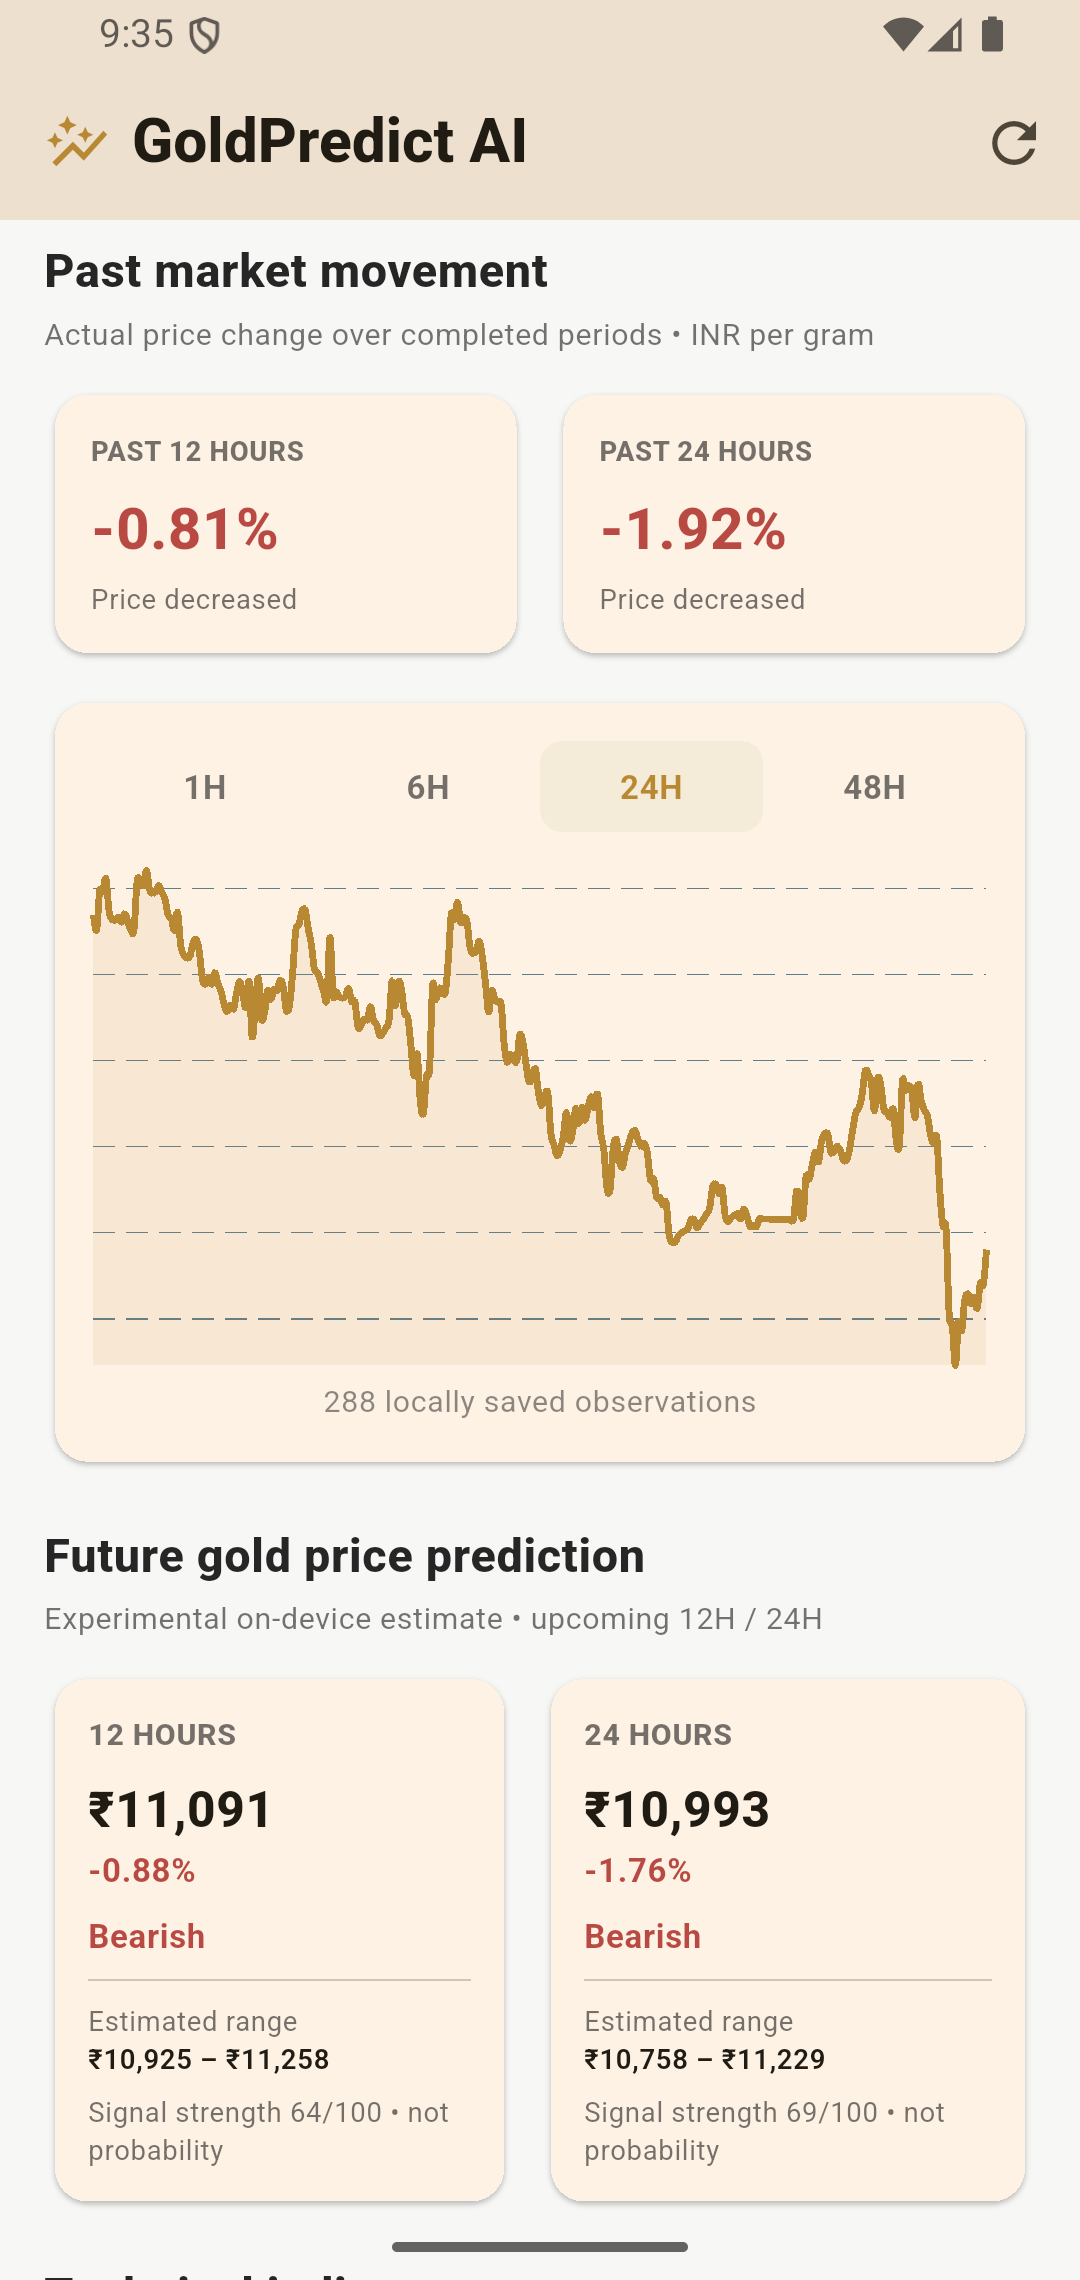 9:35
GoldPredict AI
Past market movement
Actual price change over completed periods • INR per gram
PAST 12 HOURS
-0.81%
Price decreased
PAST 24 HOURS
-1.92%
Price decreased
1H 6H 24H 48H
288 locally saved observations
Future gold price prediction
Experimental on-device estimate • upcoming 12H / 24H
12 HOURS
₹11,091
-0.88%
Bearish
Estimated range
₹10,925 – ₹11,258
Signal strength 64/100 • not
probability
24 HOURS
₹10,993
-1.76%
Bearish
Estimated range
₹10,758 – ₹11,229
Signal strength 69/100 • not
probability